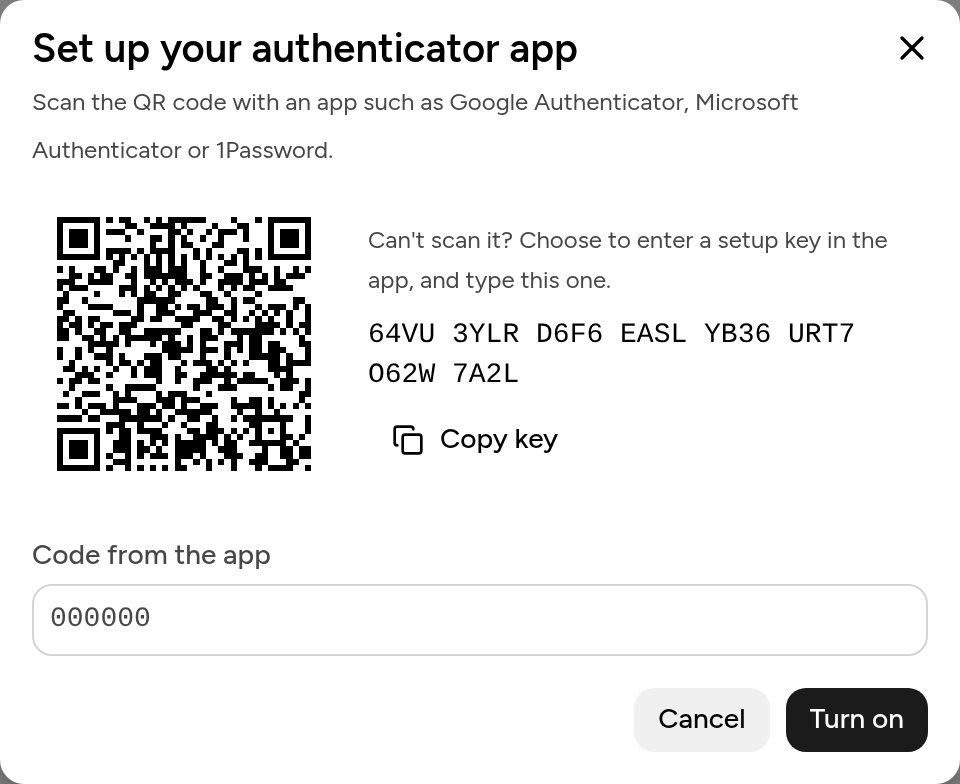 Set up your authenticator app
Scan the QR code with an app such as Google Authenticator, Microsoft
Authenticator or 1Password.
Can't scan it? Choose to enter a setup key in the
app, and type this one.
64VU 3YLR D6F6 EASL YB36 URT7
O62W 7A2L
Copy key
Code from the app
000000
Cancel
Turn on